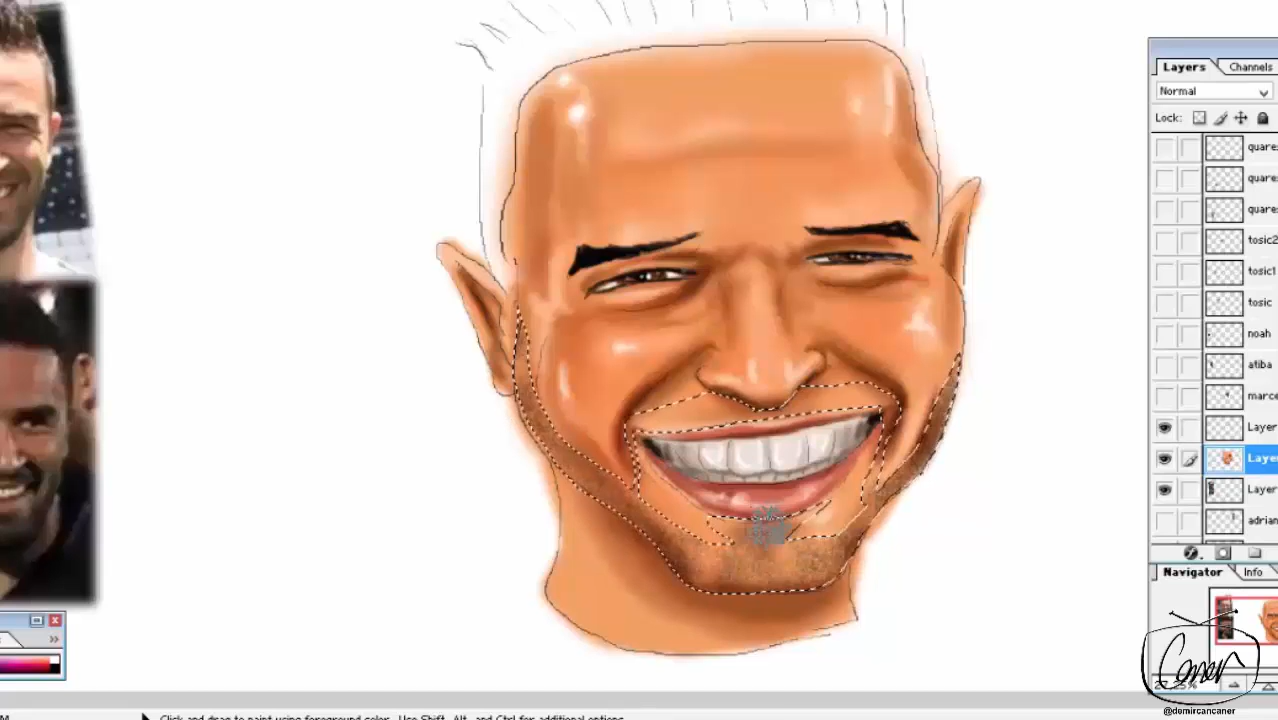 Layers
Channels
Normal
Lock:
quare
quare
quare
tosic2
tosic1
tosic
noah
atiba
marce
Layer
Layer
Layer
adria
Navigator
Info
Caner
@demircancaner
Click and drag to paint using foreground color. Use Shift, Alt, and Ctrl for additional options.